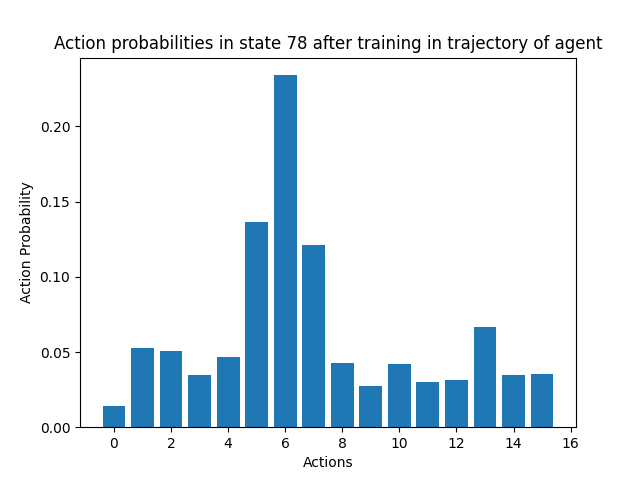 Action probabilities in state 78 after training in trajectory of agent
Action Probability
0.20
0.15
0.10
0.05
0.00
0 2 4 6 8 10 12 14 16
Actions